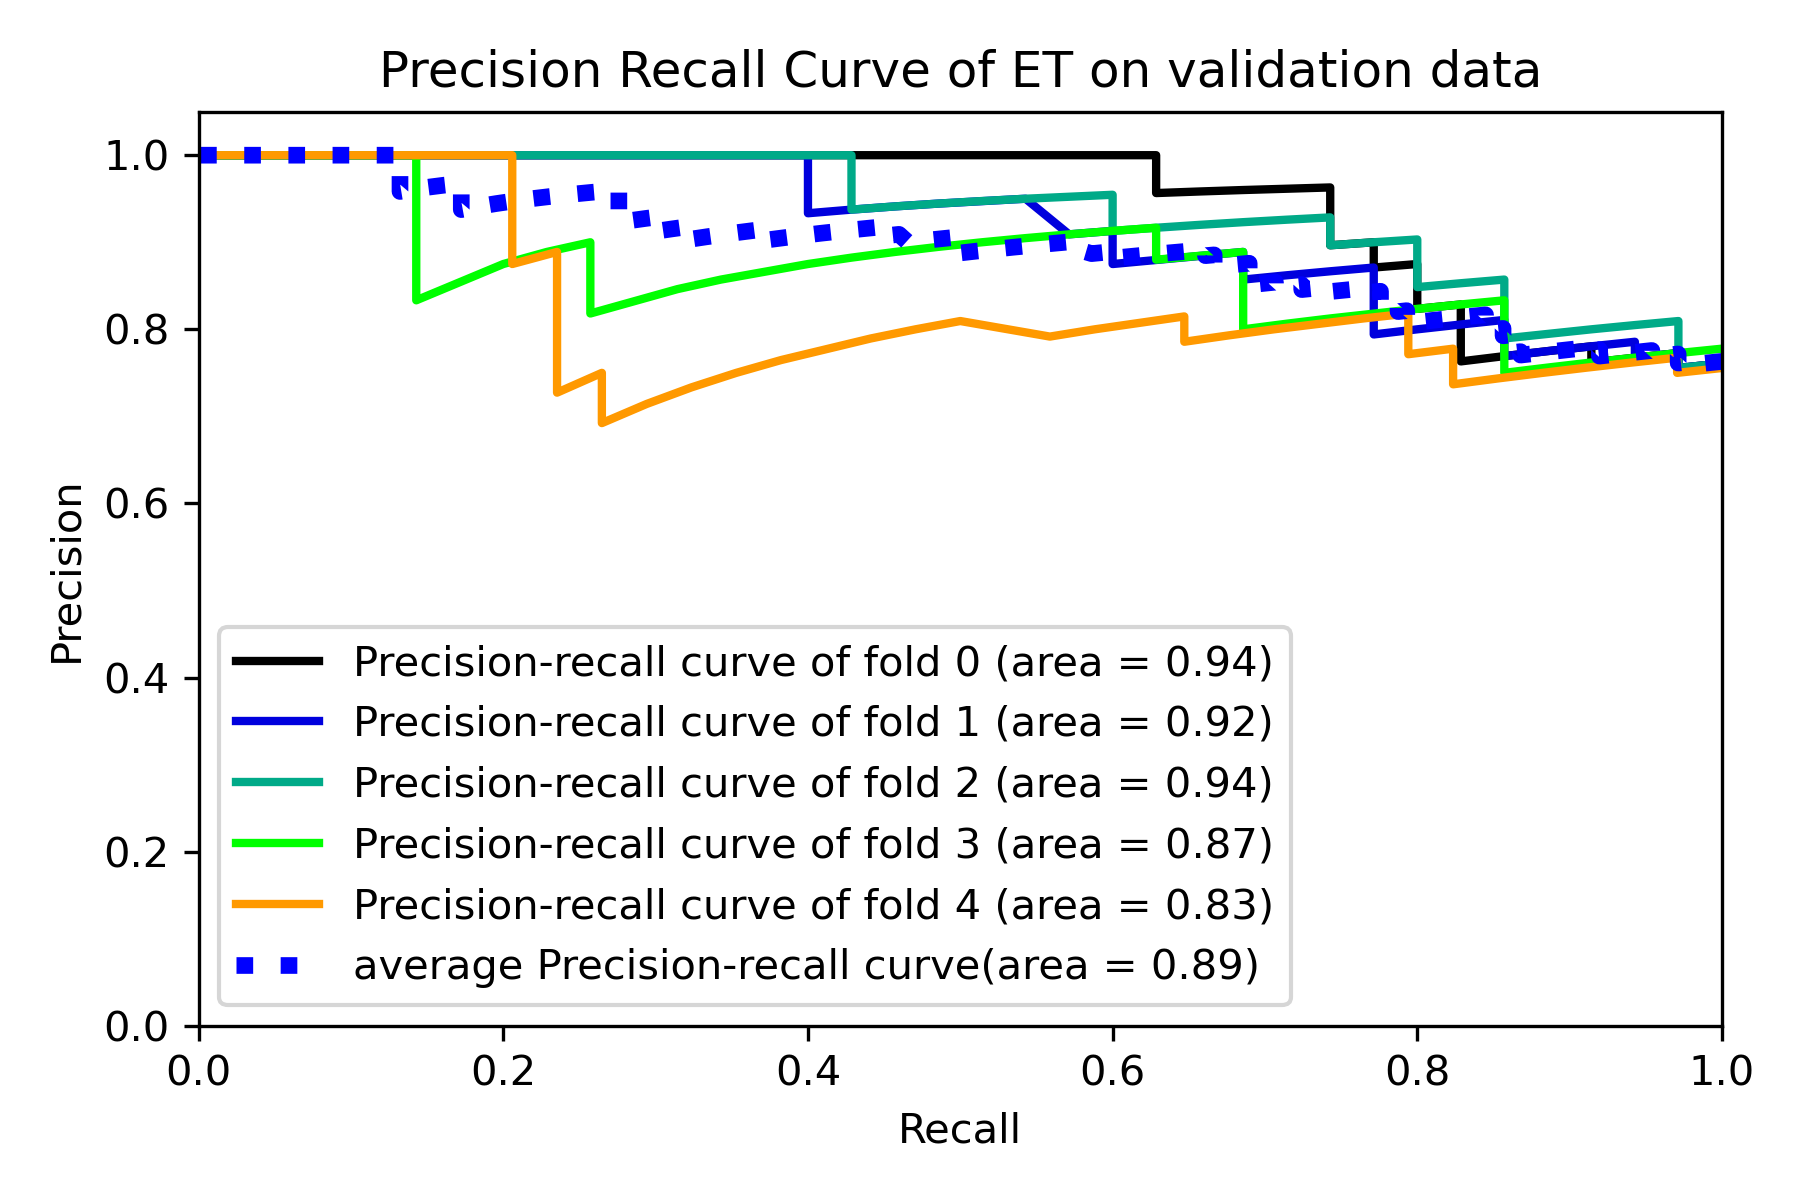 Precision Recall Curve of ET on validation data
1.0
0.8
0.6
0.4
0.2
0.0
Precision
Precision-recall curve of fold 0 (area = 0.94)
Precision-recall curve of fold 1 (area = 0.92)
Precision-recall curve of fold 2 (area = 0.94)
Precision-recall curve of fold 3 (area = 0.87)
Precision-recall curve of fold 4 (area = 0.83)
average Precision-recall curve(area = 0.89)
0.0 0.2 0.4 0.6 0.8 1.0
Recall